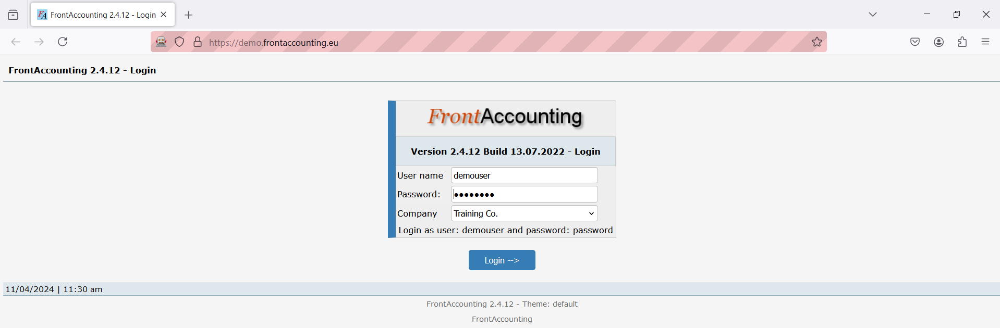 FrontAccounting 2.4.12 - Login
https://demo.frontaccounting.eu
FrontAccounting 2.4.12 - Login
FrontAccounting
Version 2.4.12 Build 13.07.2022 - Login
User name demouser
Password: ••••••••
Company Training Co.
Login as user: demouser and password: password
Login -->
11/04/2024 | 11:30 am
FrontAccounting 2.4.12 - Theme: default
FrontAccounting